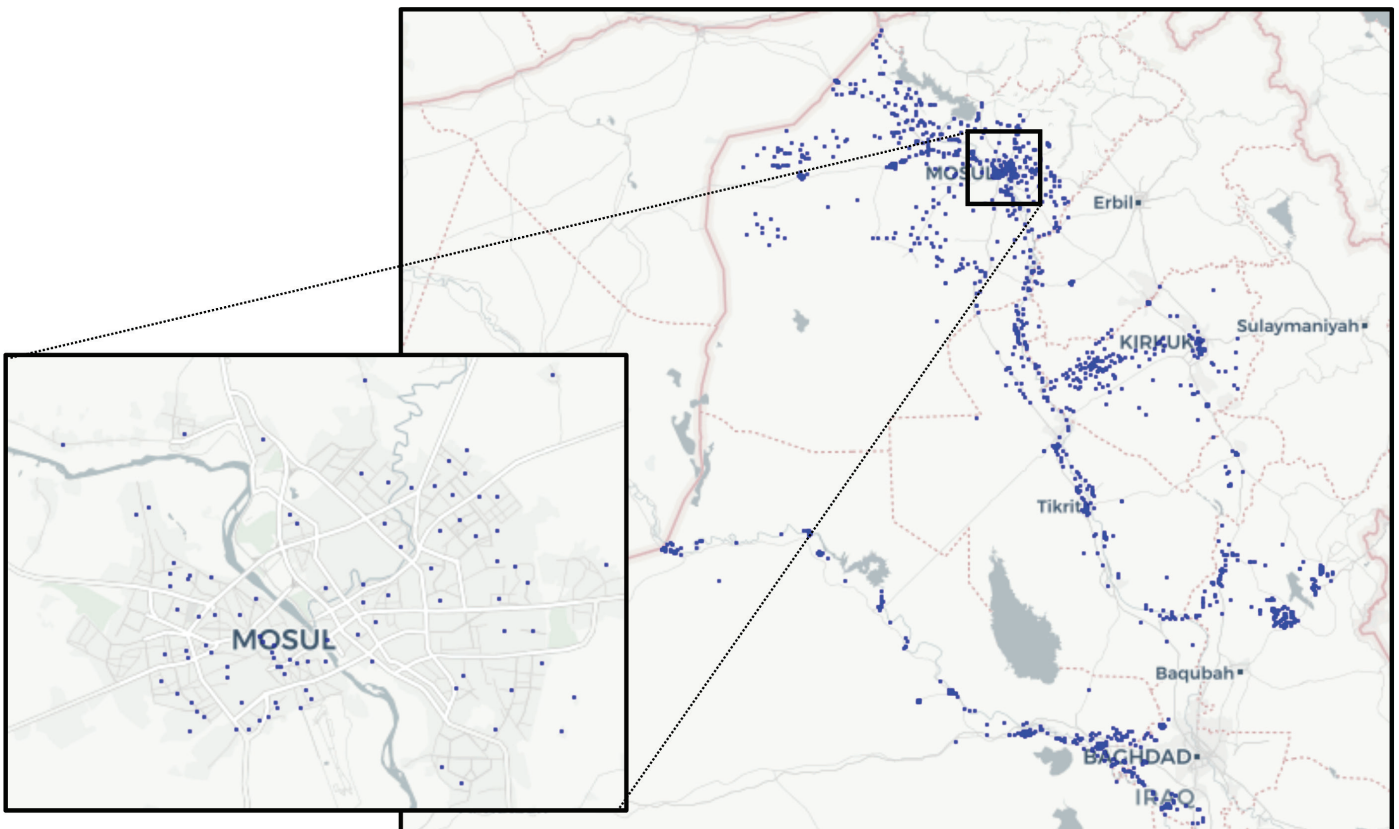 MOSUL
Erbil
Sulaymaniyah
KIRKUK
MOSUL
Tikrit
Baqubah
BAGHDAD
IRAQ